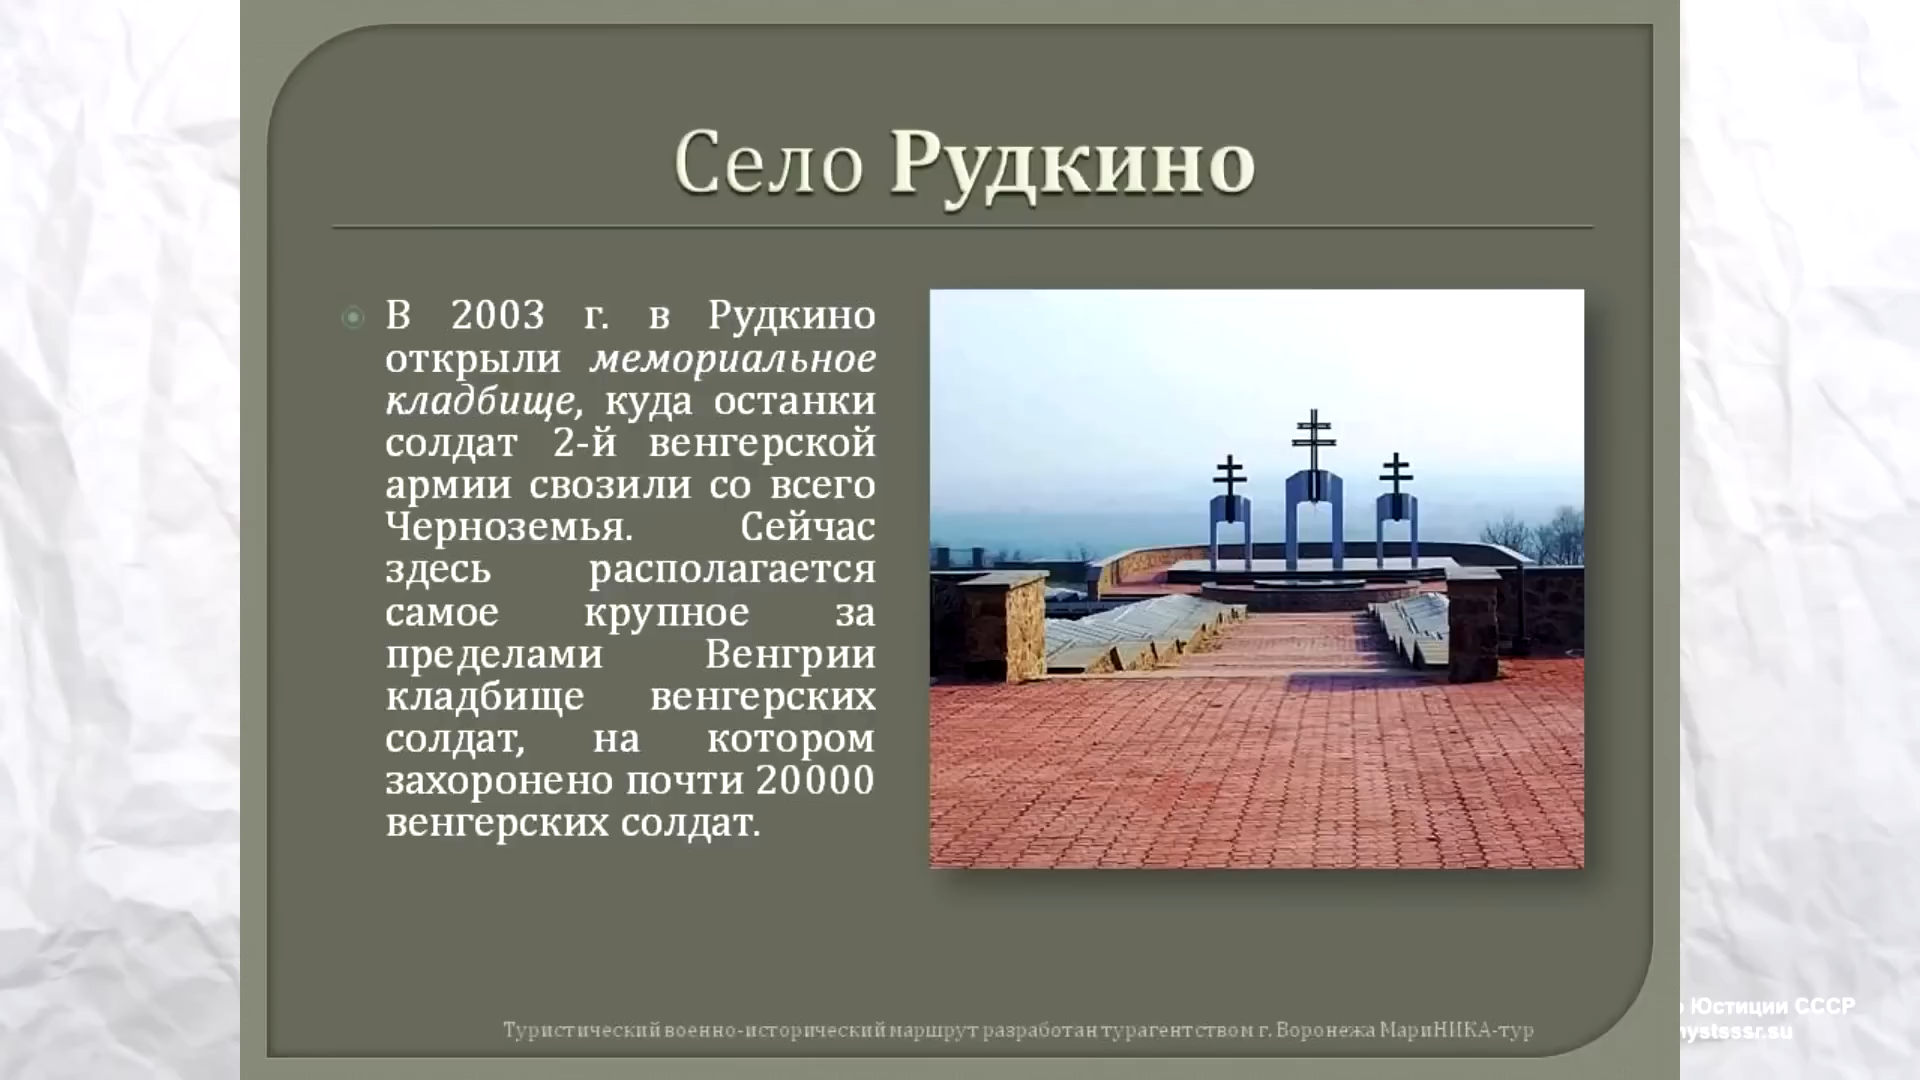 Село Рудкино
В 2003 г. в Рудкино
открыли мемориальное
кладбище, куда останки
солдат 2-й венгерской
армии свозили со всего
Черноземья. Сейчас
здесь располагается
самое крупное за
пределами Венгрии
кладбище венгерских
солдат, на котором
захоронено почти 20000
венгерских солдат.
Туристический военно-исторический маршрут разработан турагентством г. Воронежа МариНИКА-тур
Юстиции СССР